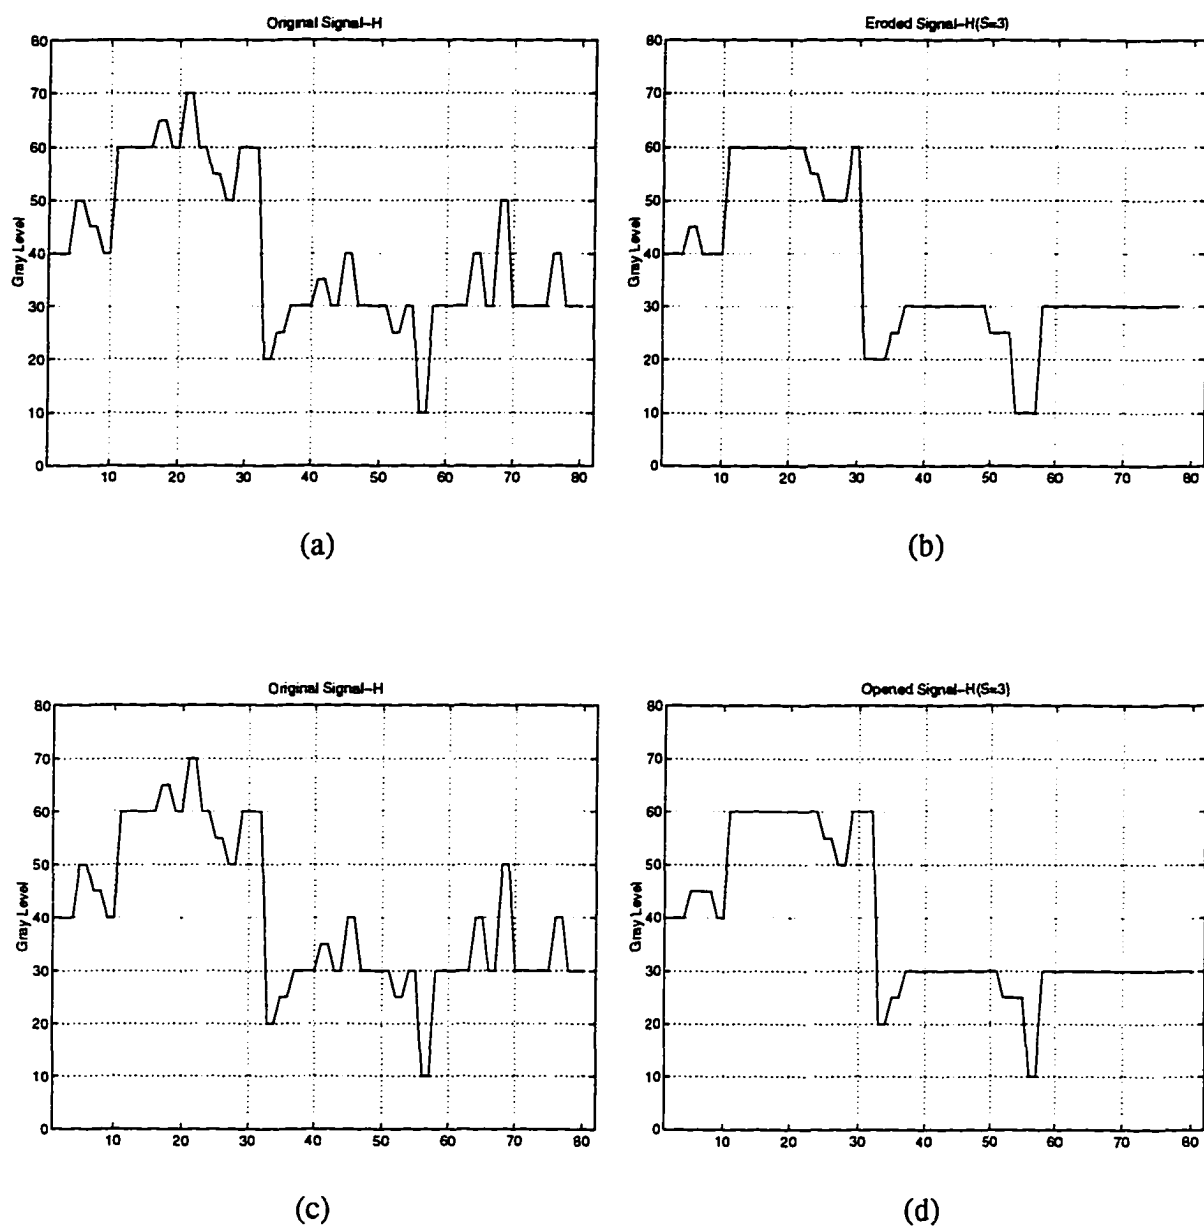 Original Signal-H
Eroded Signal-H(S=3)
Gray Level
80
70
60
50
40
30
20
10
0
10 20 30 40 50 60 70 80
Gray Level
80
70
60
50
40
30
20
10
0
10 20 30 40 50 60 70 80
(a)
(b)
Original Signal-H
Opened Signal-H(S=3)
Gray Level
80
70
60
50
40
30
20
10
0
10 20 30 40 50 60 70 80
Gray Level
80
70
60
50
40
30
20
10
0
10 20 30 40 50 60 70 80
(c)
(d)